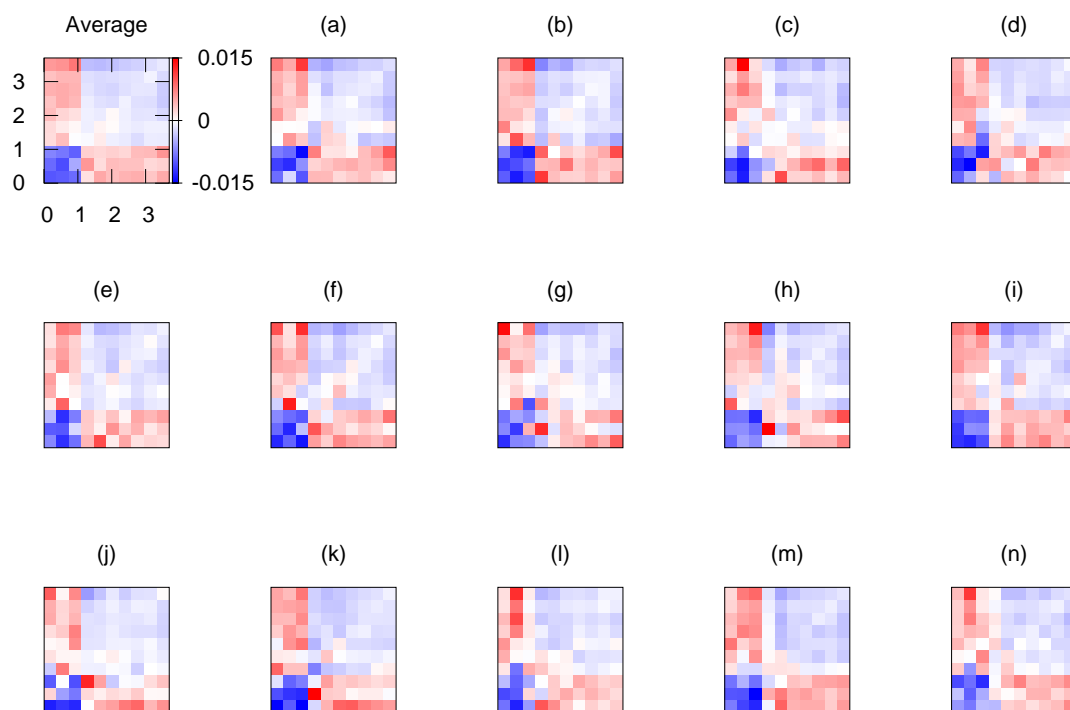 Average (a) (b) (c) (d)
0.015
3
2
0
1
0 -0.015
0 1 2 3
(e) (f) (g) (h) (i)
(j) (k) (l) (m) (n)